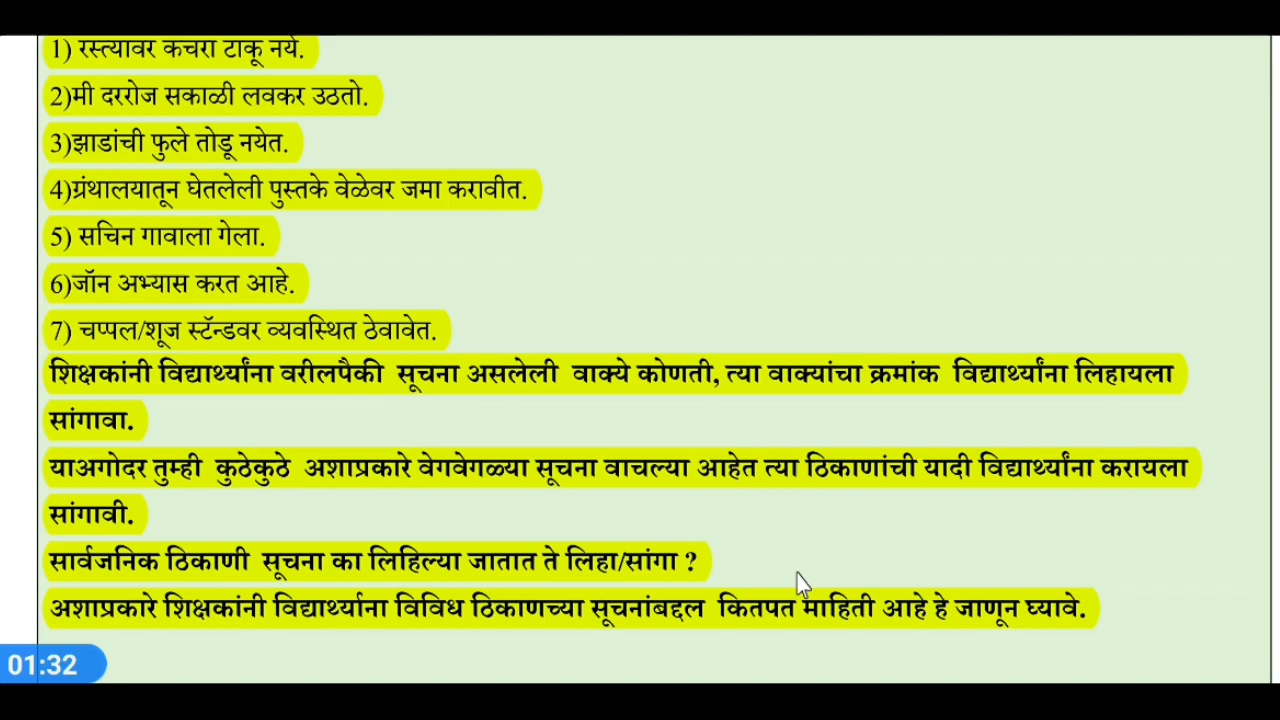 1) रस्त्यावर कचरा टाकू नये.
2)मी दररोज सकाळी लवकर उठतो.
3)झाडांची फुले तोडू नयेत.
4)ग्रंथालयातून घेतलेली पुस्तके वेळेवर जमा करावीत.
5) सचिन गावाला गेला.
6)जॉन अभ्यास करत आहे.
7) चप्पल/शूज स्टॅन्डवर व्यवस्थित ठेवावेत.
शिक्षकांनी विद्यार्थ्यांना वरीलपैकी सूचना असलेली वाक्ये कोणती, त्या वाक्यांचा क्रमांक विद्यार्थ्यांना लिहायला
सांगावा.
याअगोदर तुम्ही कुठेकुठे अशाप्रकारे वेगवेगळ्या सूचना वाचल्या आहेत त्या ठिकाणांची यादी विद्यार्थ्यांना करायला
सांगावी.
सार्वजनिक ठिकाणी सूचना का लिहिल्या जातात ते लिहा/सांगा ?
अशाप्रकारे शिक्षकांनी विद्यार्थ्याना विविध ठिकाणच्या सूचनांबद्दल कितपत माहिती आहे हे जाणून घ्यावे.
01:32